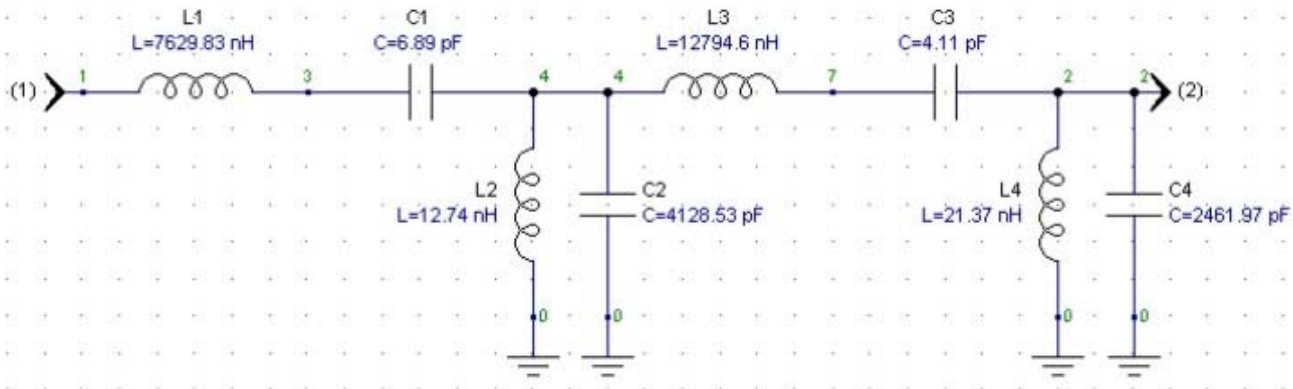 L1 C1 L3 C3
L=7629.83 nH C=6.89 pF L=12794.6 nH C=4.11 pF
(1) 1 3 4 4 7 2 2 (2)
L2 C2 L4 C4
L=12.74 nH C=4128.53 pF L=21.37 nH C=2461.97 pF
0 0 0 0